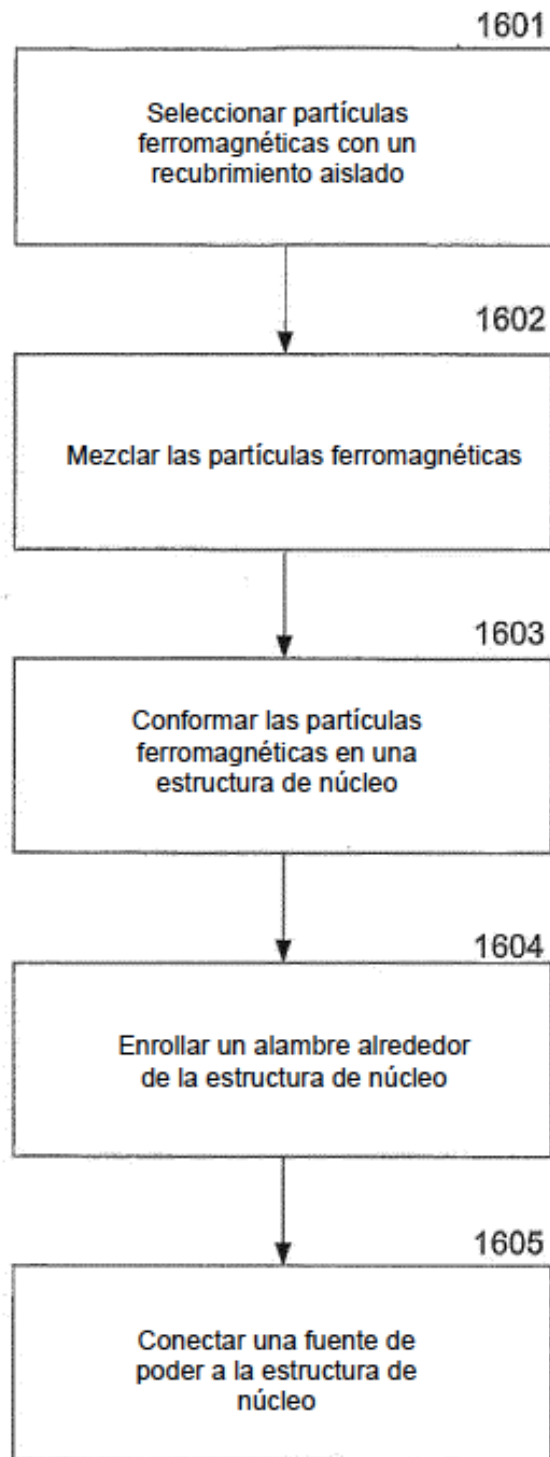 1601
Seleccionar partículas
ferromagnéticas con un
recubrimiento aislado
1602
Mezclar las partículas ferromagnéticas
1603
Conformar las partículas
ferromagnéticas en una
estructura de núcleo
1604
Enrollar un alambre alrededor
de la estructura de núcleo
1605
Conectar una fuente de
poder a la estructura de
núcleo